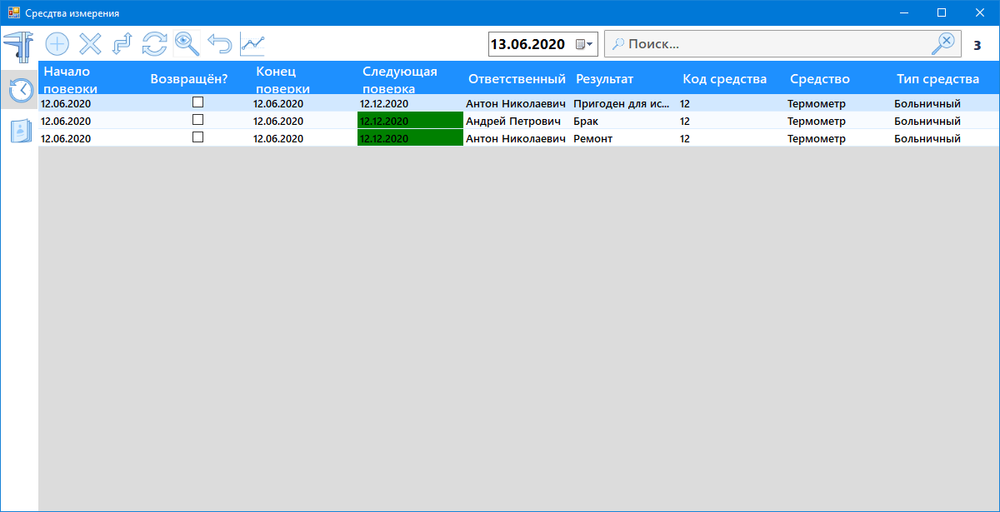 Сресдтва измерения
13.06.2020 Поиск... 3
Начало поверки Возвращён? Конец поверки Следующая поверка Ответственный Результат Код средства Средство Тип средства
12.06.2020 12.06.2020 12.12.2020 Антон Николаевич Пригоден для ис... 12 Термометр Больничный
12.06.2020 12.06.2020 12.12.2020 Андрей Петрович Брак 12 Термометр Больничный
12.06.2020 12.06.2020 12.12.2020 Антон Николаевич Ремонт 12 Термометр Больничный